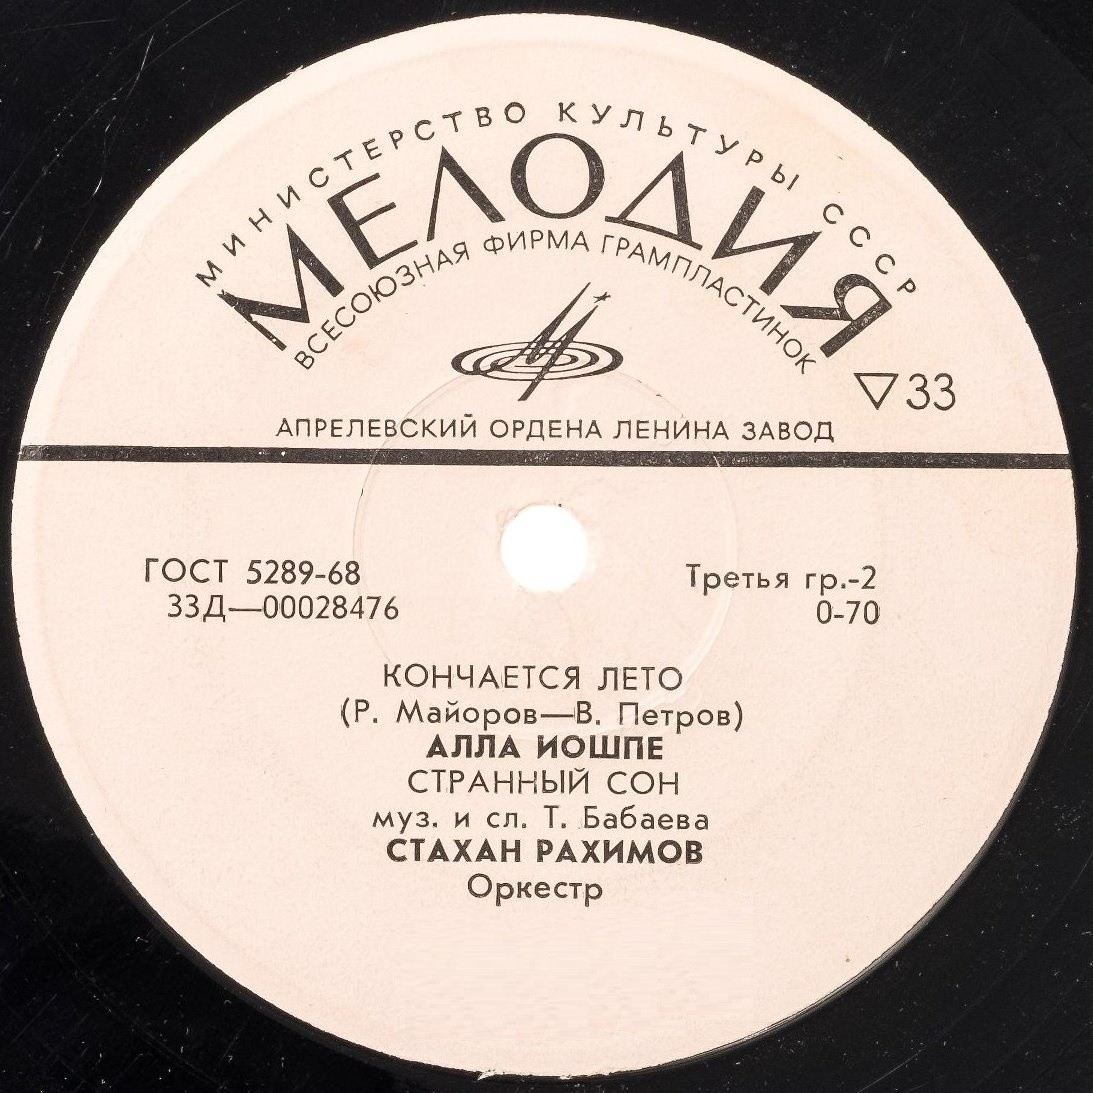 МИНИСТЕРСТВО КУЛЬТУРЫ СССР
МЕЛОДИЯ
ВСЕСОЮЗНАЯ ФИРМА ГРАМПЛАСТИНОК
33
АПРЕЛЕВСКИЙ ОРДЕНА ЛЕНИНА ЗАВОД
ГОСТ 5289-68
Третья гр.-2
33Д—00028476
0-70
КОНЧАЕТСЯ ЛЕТО
(Р. Майоров—В. Петров)
АЛЛА ИОШПЕ
СТРАННЫЙ СОН
муз. и сл. Т. Бабаева
СТАХАН РАХИМОВ
Оркестр